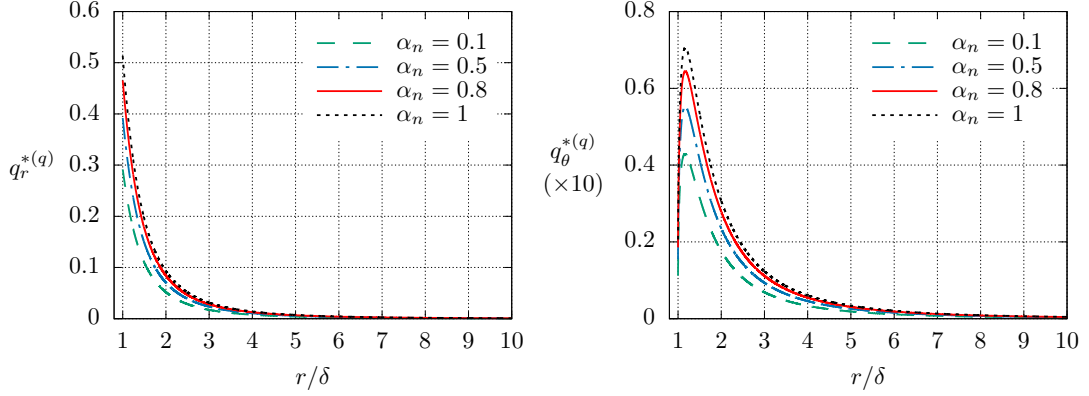 0.6
0.5
0.4
0.3
0.2
0.1
0
q_r^{*(q)}
α_n = 0.1
α_n = 0.5
α_n = 0.8
α_n = 1
1 2 3 4 5 6 7 8 9 10
r/δ
0.8
0.6
0.4
0.2
0
q_θ^{*(q)}
(×10)
α_n = 0.1
α_n = 0.5
α_n = 0.8
α_n = 1
1 2 3 4 5 6 7 8 9 10
r/δ